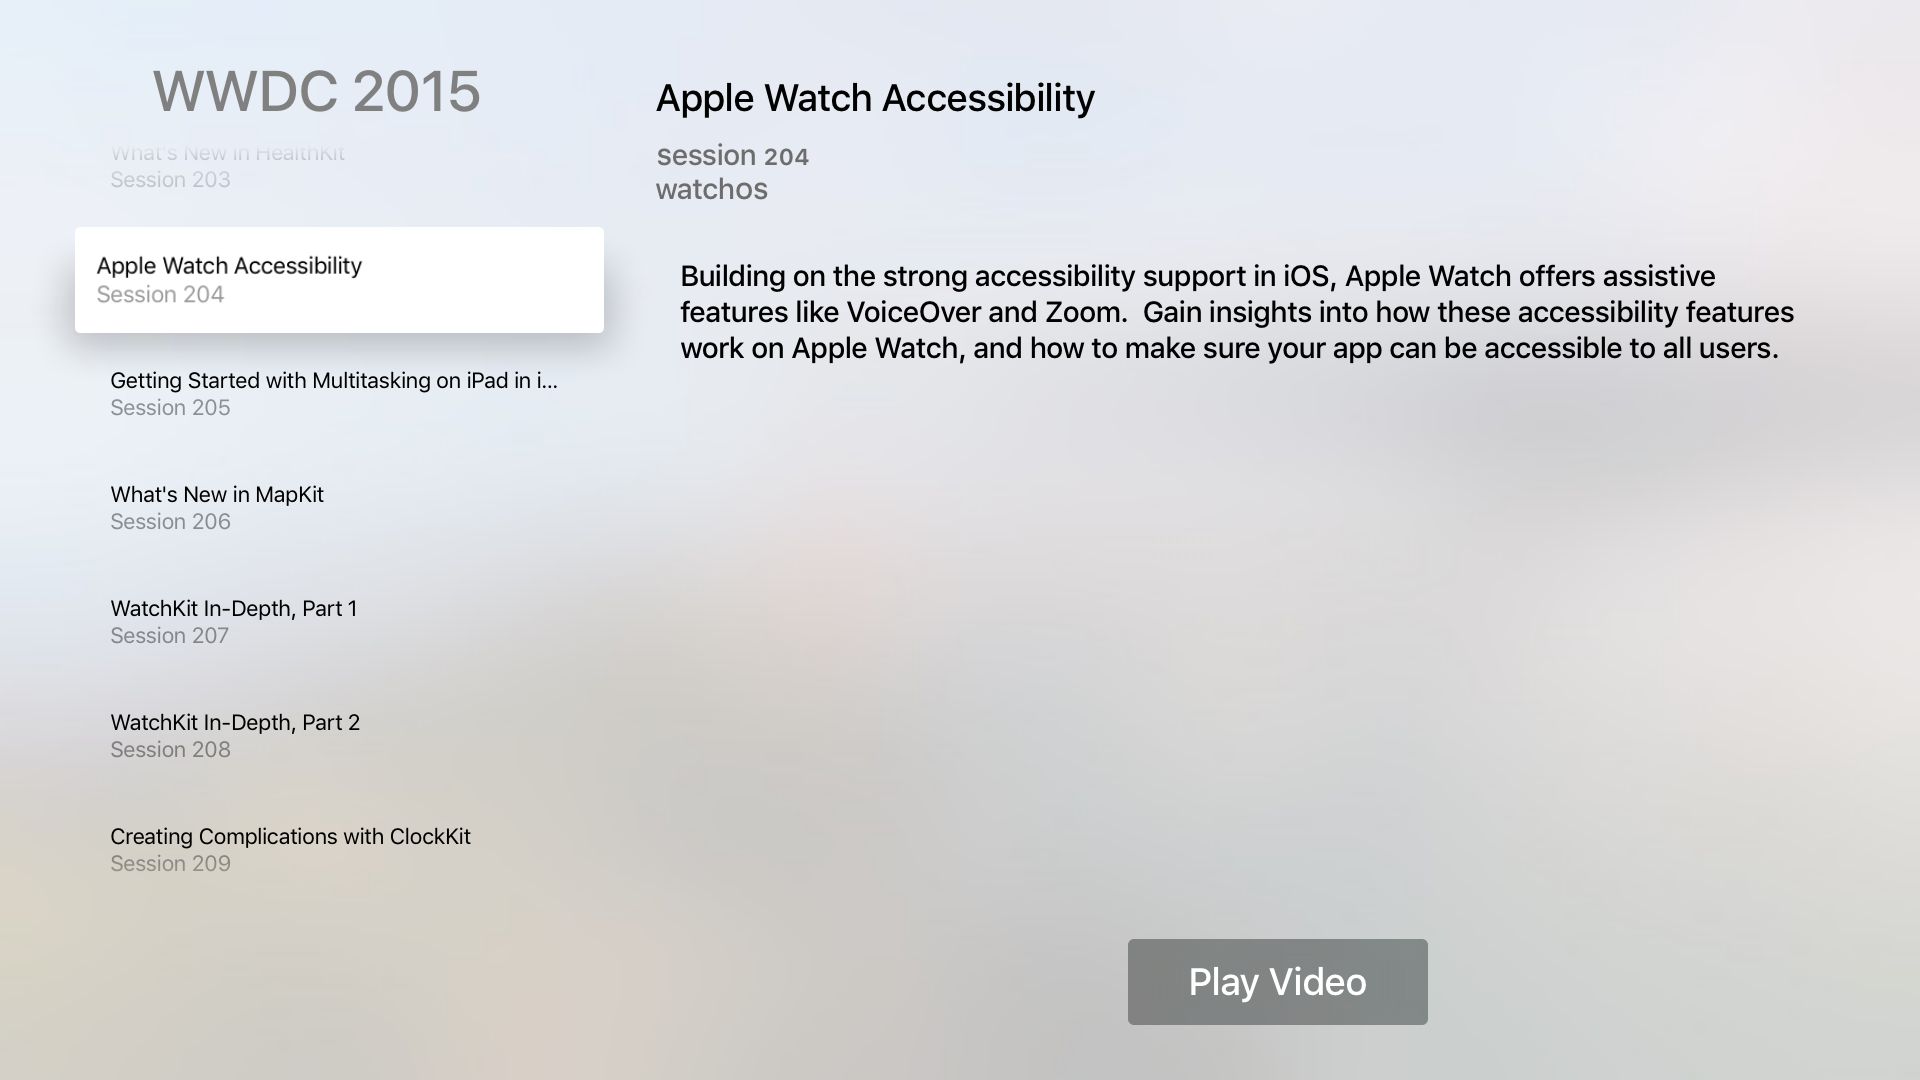 WWDC 2015
What's New in HealthKit
Session 203
Apple Watch Accessibility
Session 204
Getting Started with Multitasking on iPad in i...
Session 205
What's New in MapKit
Session 206
WatchKit In-Depth, Part 1
Session 207
WatchKit In-Depth, Part 2
Session 208
Creating Complications with ClockKit
Session 209
Apple Watch Accessibility
session 204
watchos
Building on the strong accessibility support in iOS, Apple Watch offers assistive
features like VoiceOver and Zoom.  Gain insights into how these accessibility features
work on Apple Watch, and how to make sure your app can be accessible to all users.
Play Video